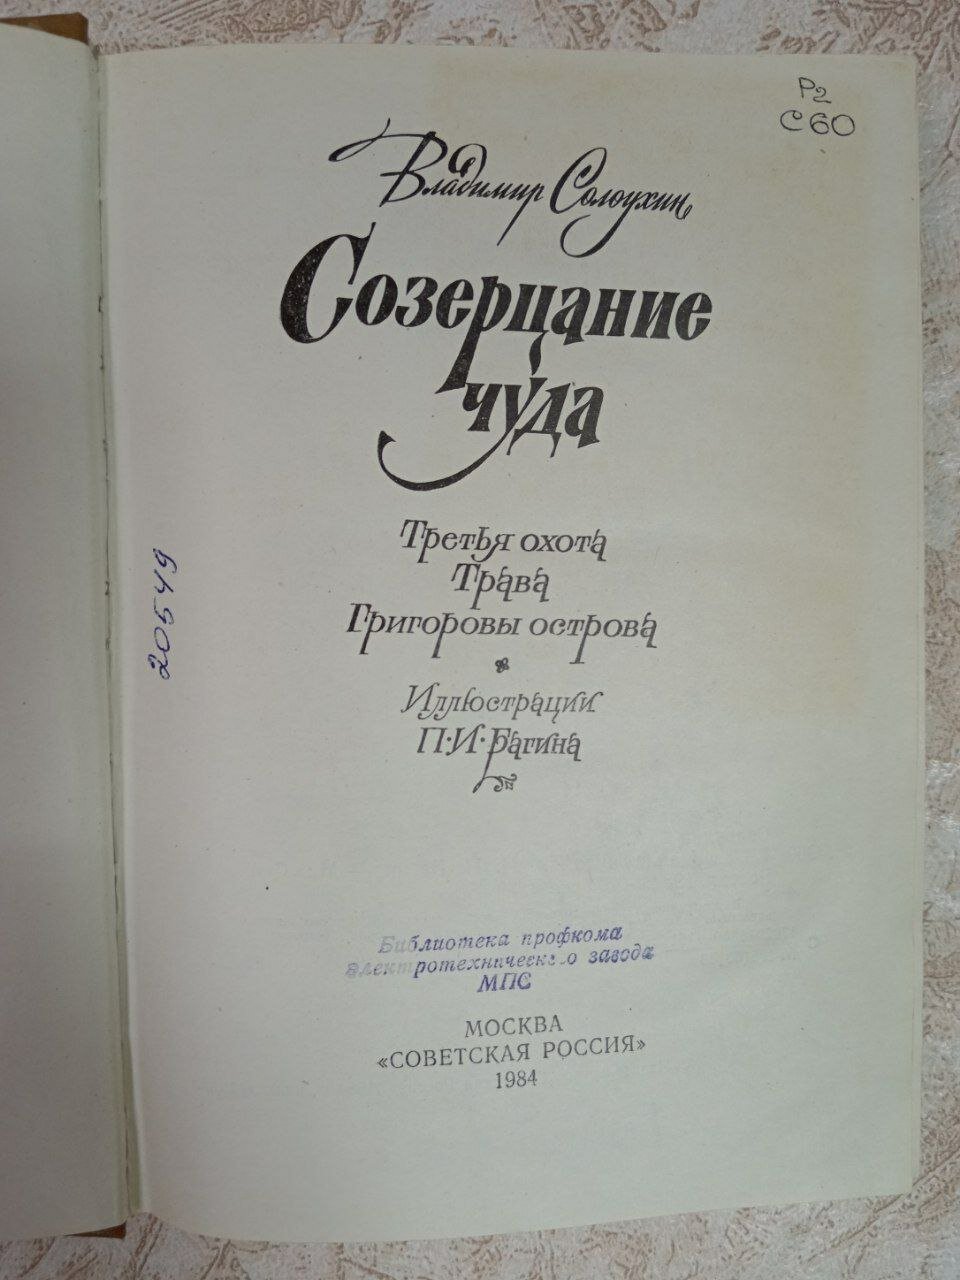 Р2
С60
Владимир Солоухин
Созерцание
чуда
Третья охота
Трава
Григоровы острова
Иллюстрации
П·И·Багина
20549
Библиотека профкома
электротехнического завода
МПС
МОСКВА
«СОВЕТСКАЯ РОССИЯ»
1984